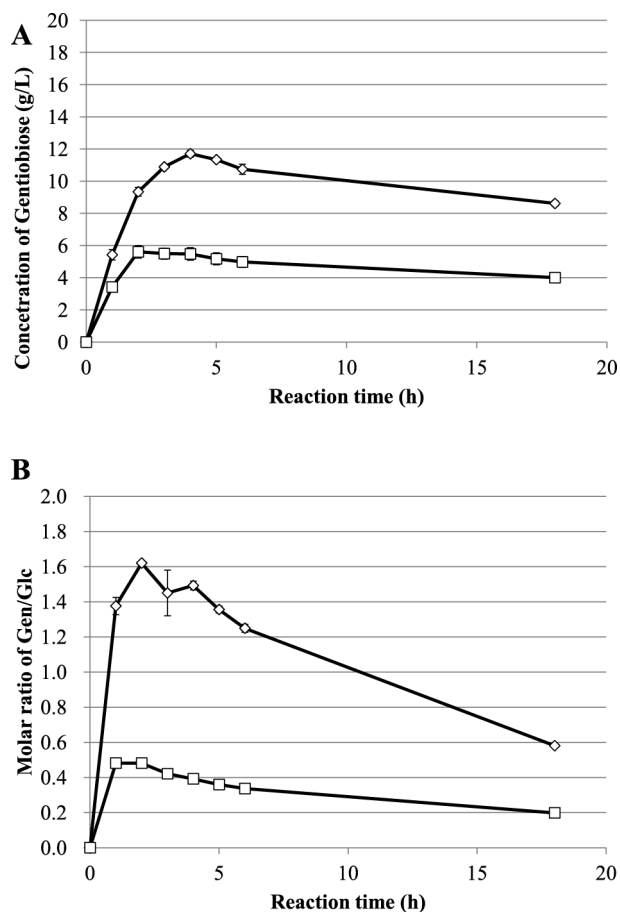 A
Concetration of Gentiobiose (g/L)
20
18
16
14
12
10
8
6
4
2
0
0 5 10 15 20
Reaction time (h)
B
Molar ratio of Gen/Glc
2.0
1.8
1.6
1.4
1.2
1.0
0.8
0.6
0.4
0.2
0.0
0 5 10 15 20
Reaction time (h)